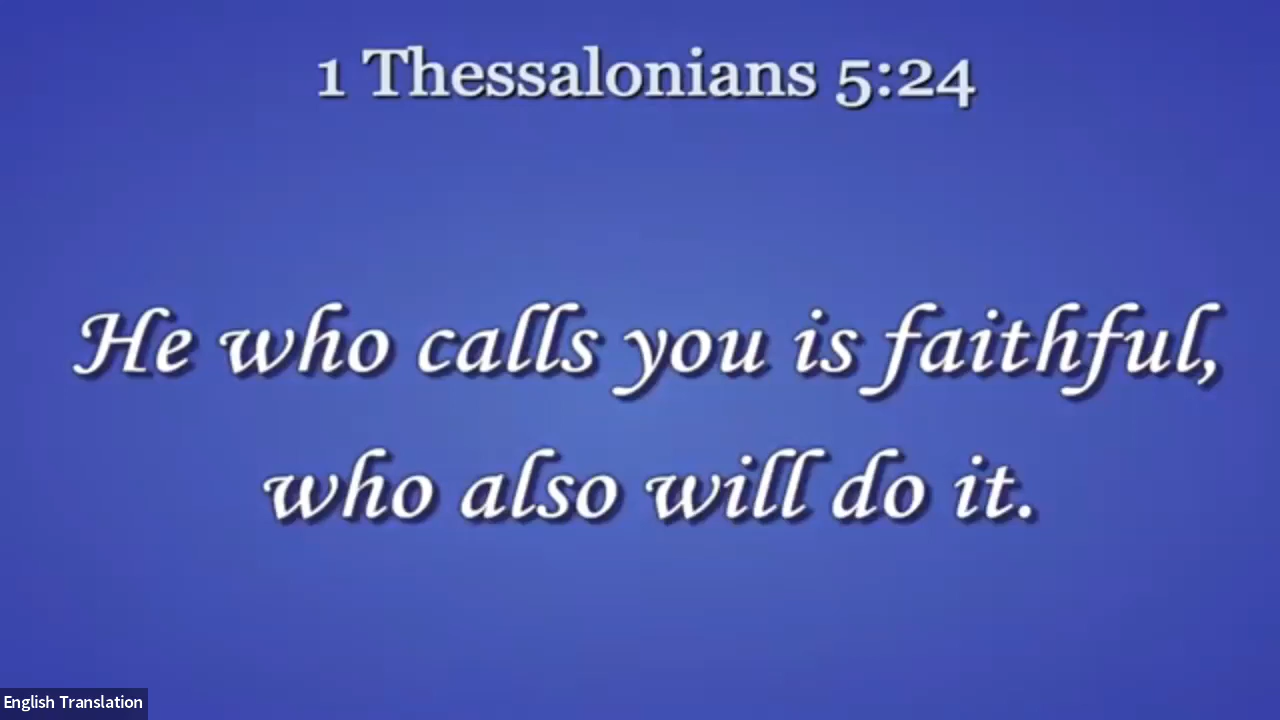 1 Thessalonians 5:24
He who calls you is faithful,
who also will do it.
English Translation